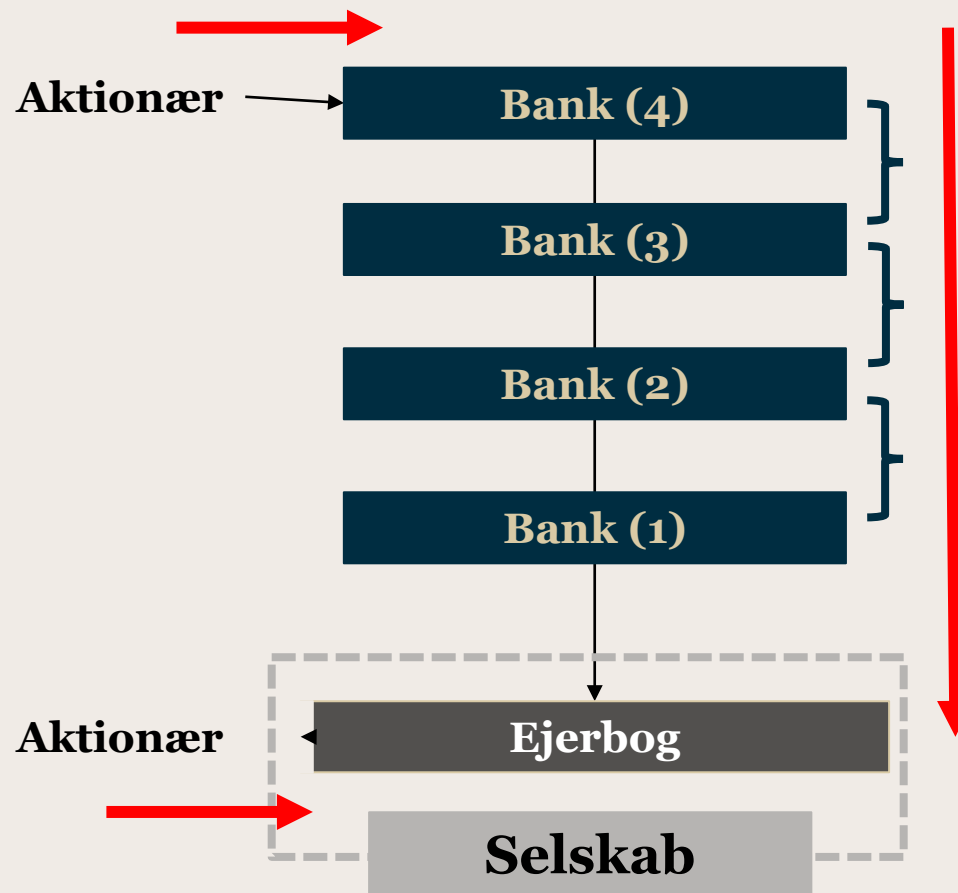 Aktionær
Bank (4)
Bank (3)
Bank (2)
Bank (1)
Aktionær
Ejerbog
Selskab